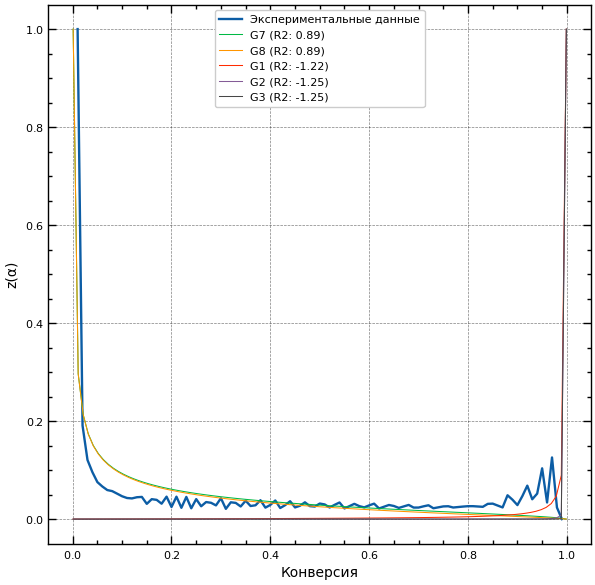 Экспериментальные данные
G7 (R2: 0.89)
G8 (R2: 0.89)
G1 (R2: -1.22)
G2 (R2: -1.25)
G3 (R2: -1.25)
z(α)
1.0
0.8
0.6
0.4
0.2
0.0
0.0 0.2 0.4 0.6 0.8 1.0
Конверсия